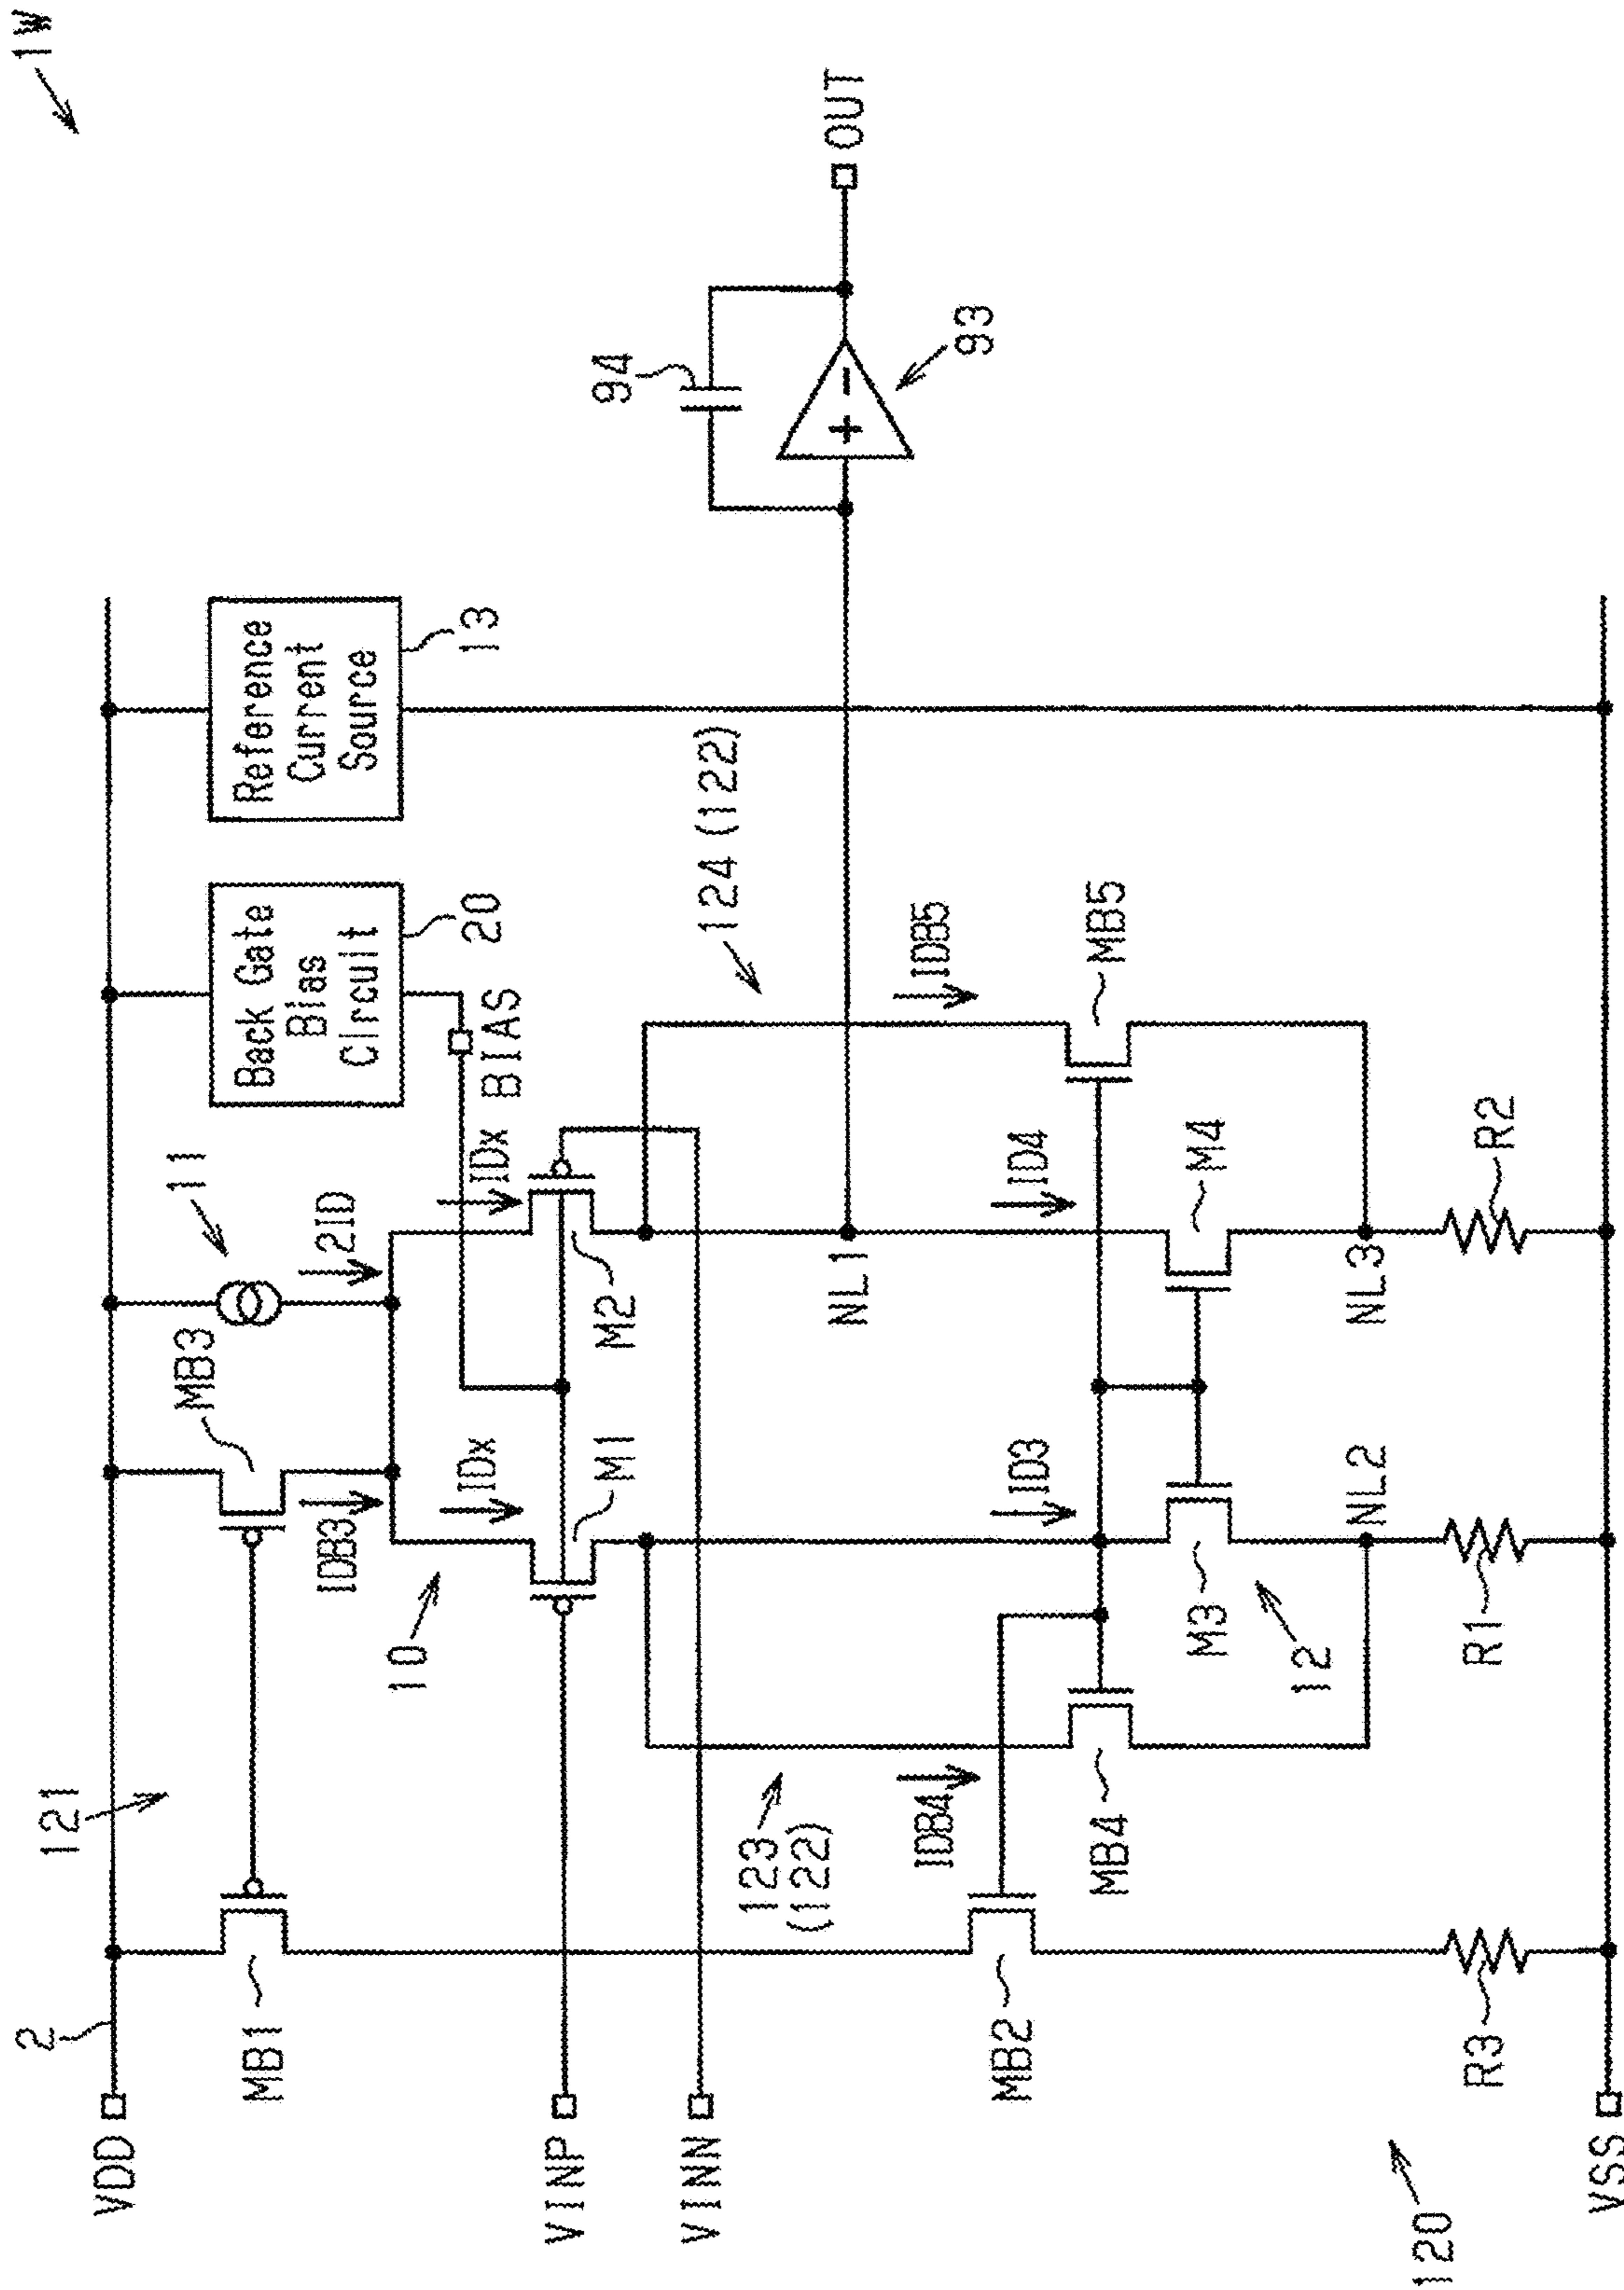 1W
VDD
2
121
MB1
MB3
IDB3
11
2ID
Back Gate
Bias
Circuit
20
Reference
Current
Source
13
10
IDx
IDx
BIAS
VINP
M1
M2
VINN
94
93
OUT
123
(122)
124 (122)
IDB4
ID3
NL1
ID4
IDB5
MB2
MB4
M3
M4
MB5
12
NL2
NL3
R3
R1
R2
120
VSS